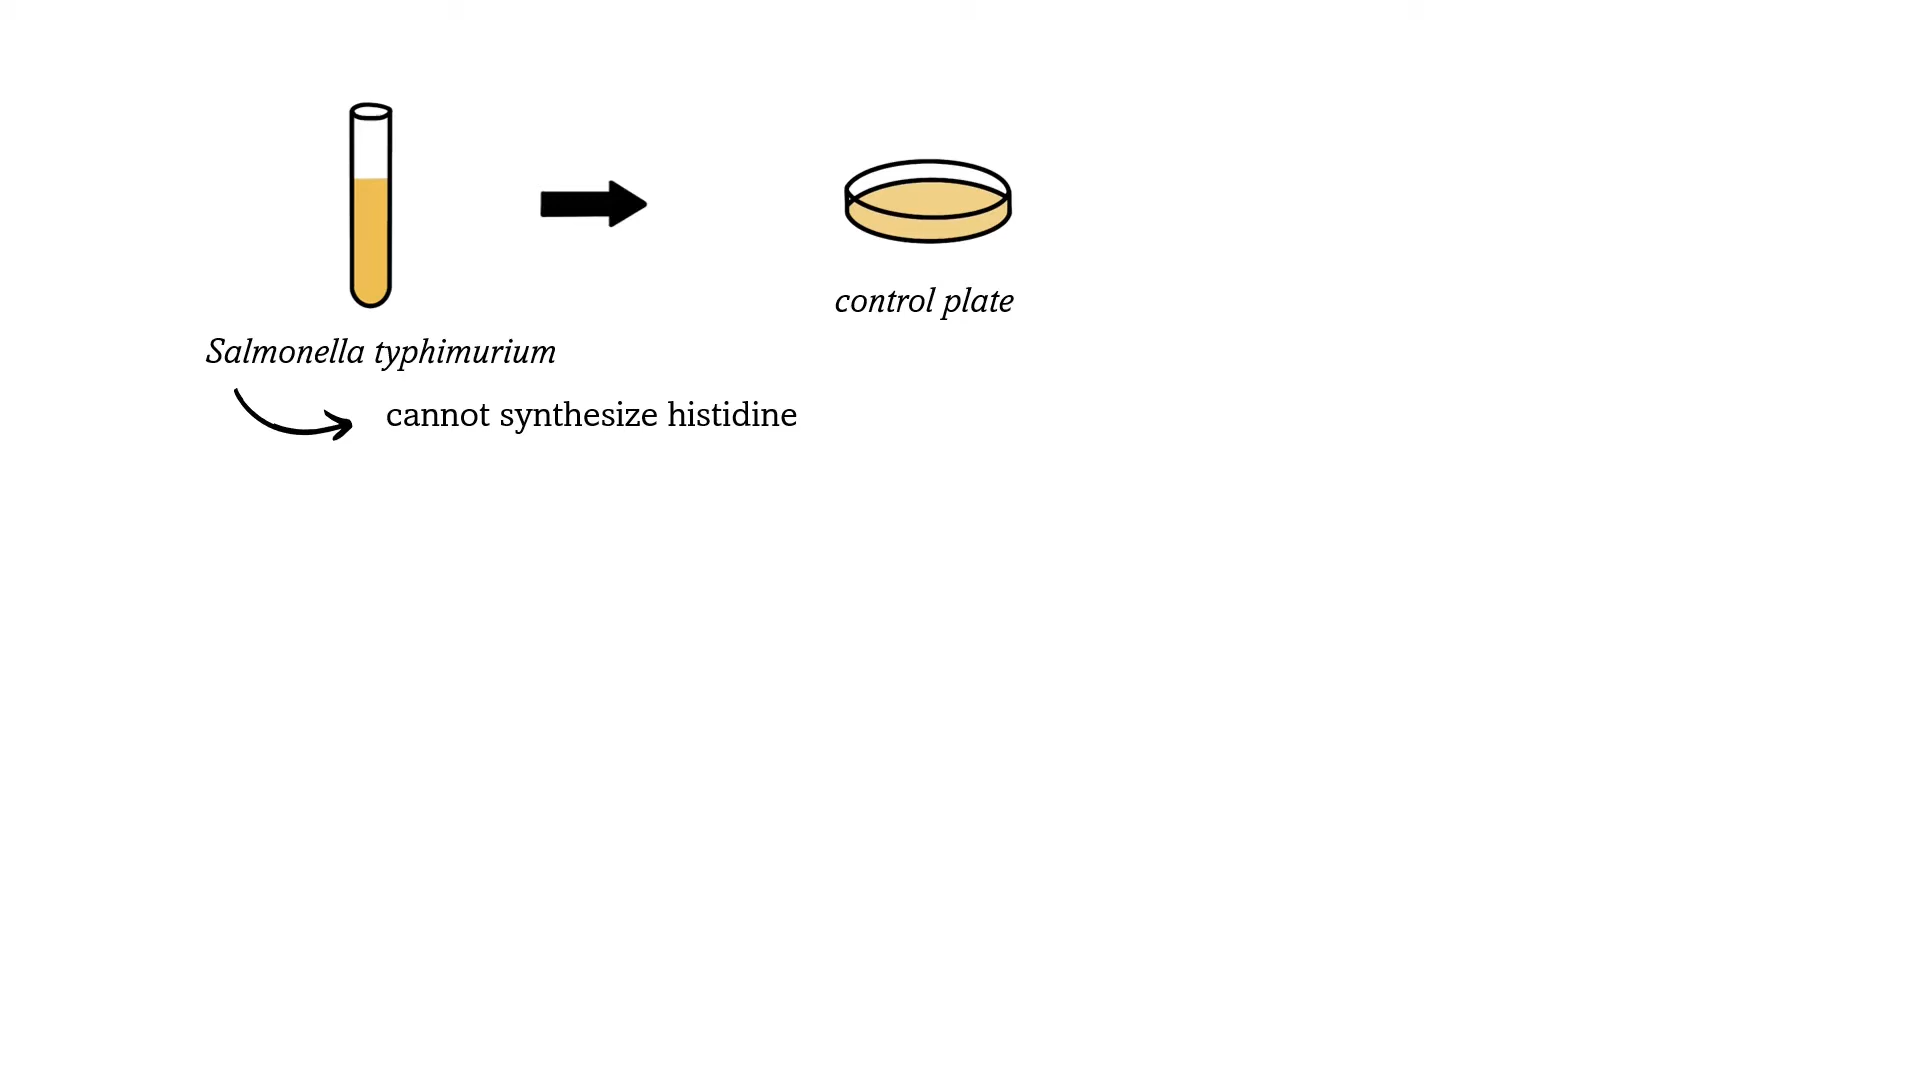 control plate
Salmonella typhimurium
cannot synthesize histidine